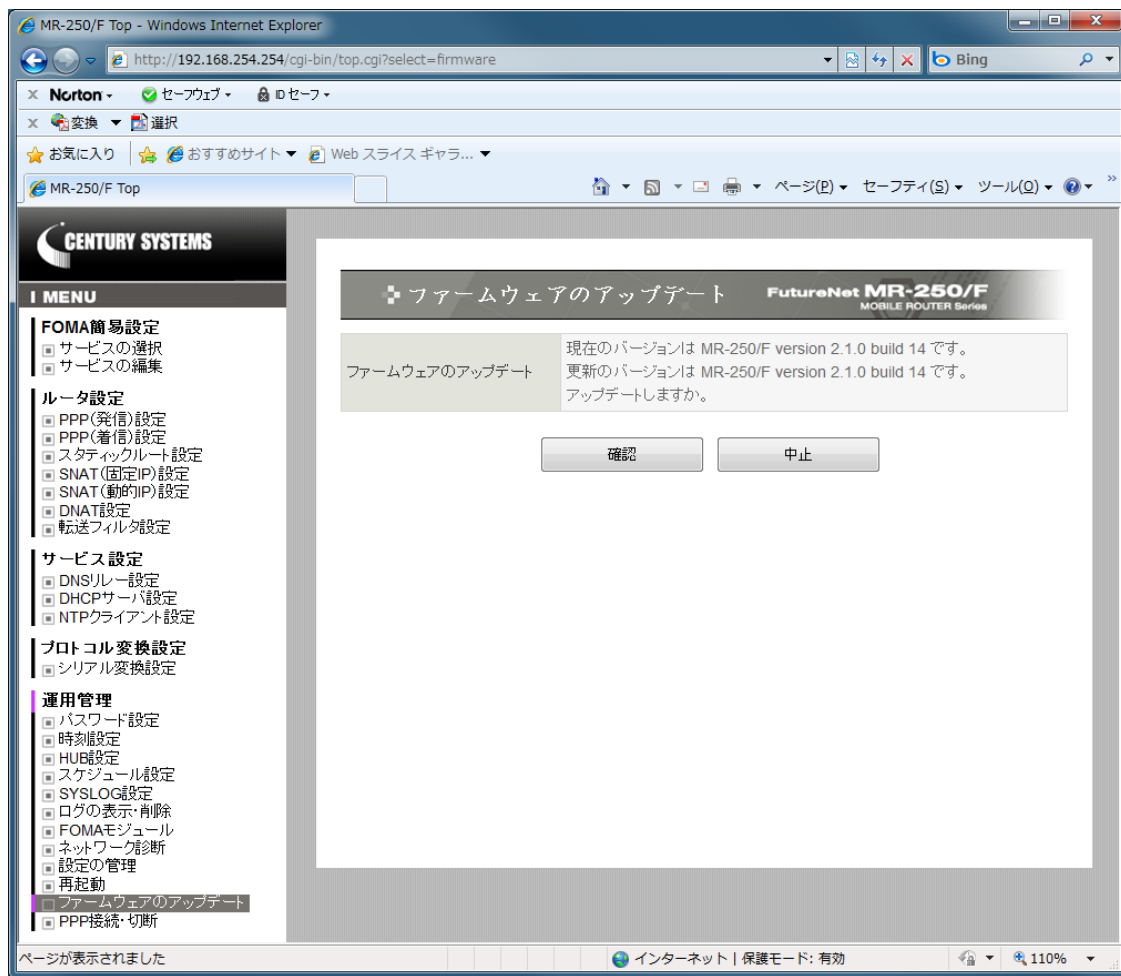 MR-250/F Top - Windows Internet Explorer
http://192.168.254.254/cgi-bin/top.cgi?select=firmware
Bing
Norton
セーフウェブ
IDセーフ
変換
選択
お気に入り
おすすめサイト
Web スライス ギャラ...
MR-250/F Top
ページ(P)
セーフティ(S)
ツール(O)
CENTURY SYSTEMS
MENU
FOMA簡易設定
サービスの選択
サービスの編集
ルータ設定
PPP(発信)設定
PPP(着信)設定
スタティックルート設定
SNAT(固定IP)設定
SNAT(動的IP)設定
DNAT設定
転送フィルタ設定
サービス設定
DNSリレー設定
DHCPサーバ設定
NTPクライアント設定
プロトコル変換設定
シリアル変換設定
運用管理
パスワード設定
時刻設定
HUB設定
スケジュール設定
SYSLOG設定
ログの表示・削除
FOMAモジュール
ネットワーク診断
設定の管理
再起動
ファームウェアのアップデート
PPP接続・切断
ファームウェアのアップデート
FutureNet MR-250/F
MOBILE ROUTER Series
ファームウェアのアップデート
現在のバージョンは MR-250/F version 2.1.0 build 14 です。
更新のバージョンは MR-250/F version 2.1.0 build 14 です。
アップデートしますか。
確認
中止
ページが表示されました
インターネット | 保護モード: 有効
110%